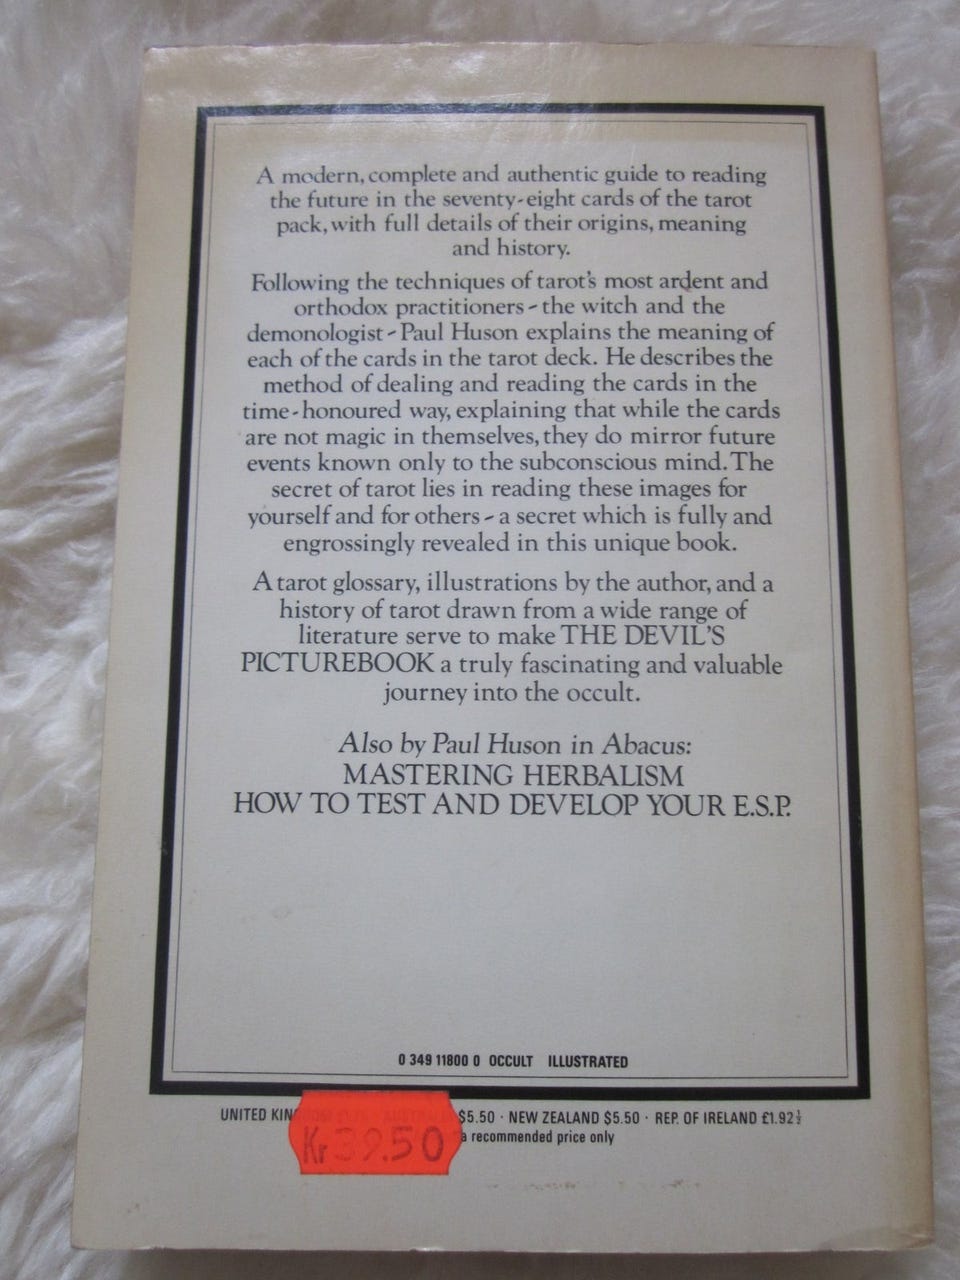 A modern, complete and authentic guide to reading
the future in the seventy-eight cards of the tarot
pack, with full details of their origins, meaning
and history.
Following the techniques of tarot's most ardent and
orthodox practitioners - the witch and the
demonologist - Paul Huson explains the meaning of
each of the cards in the tarot deck. He describes the
method of dealing and reading the cards in the
time-honoured way, explaining that while the cards
are not magic in themselves, they do mirror future
events known only to the subconscious mind. The
secret of tarot lies in reading these images for
yourself and for others - a secret which is fully and
engrossingly revealed in this unique book.
A tarot glossary, illustrations by the author, and a
history of tarot drawn from a wide range of
literature serve to make THE DEVIL'S
PICTUREBOOK a truly fascinating and valuable
journey into the occult.
Also by Paul Huson in Abacus:
MASTERING HERBALISM
HOW TO TEST AND DEVELOP YOUR E.S.P.
0 349 11800 0 OCCULT ILLUSTRATED
UNITED $5.50 · NEW ZEALAND $5.50 · REP. OF IRELAND £1.92½
a recommended price only
Kr 39.50